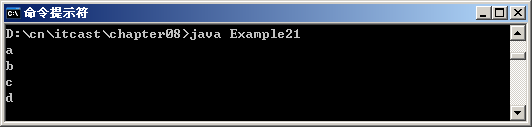 命令提示符
D:\cn\itcast\chapter08>java Example21
a
b
c
d